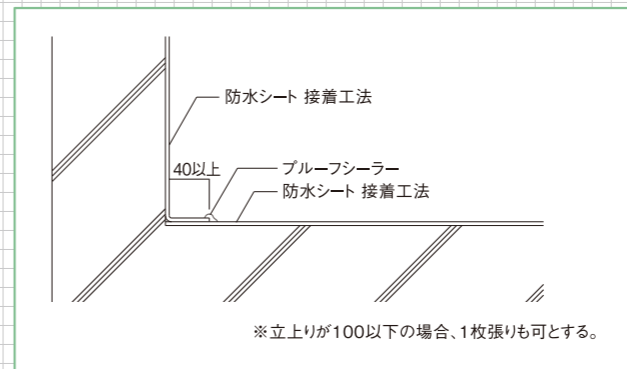 防水シート 接着工法
40以上
プルーフシーラー
防水シート 接着工法
※立上りが100以下の場合、1枚張りも可とする。